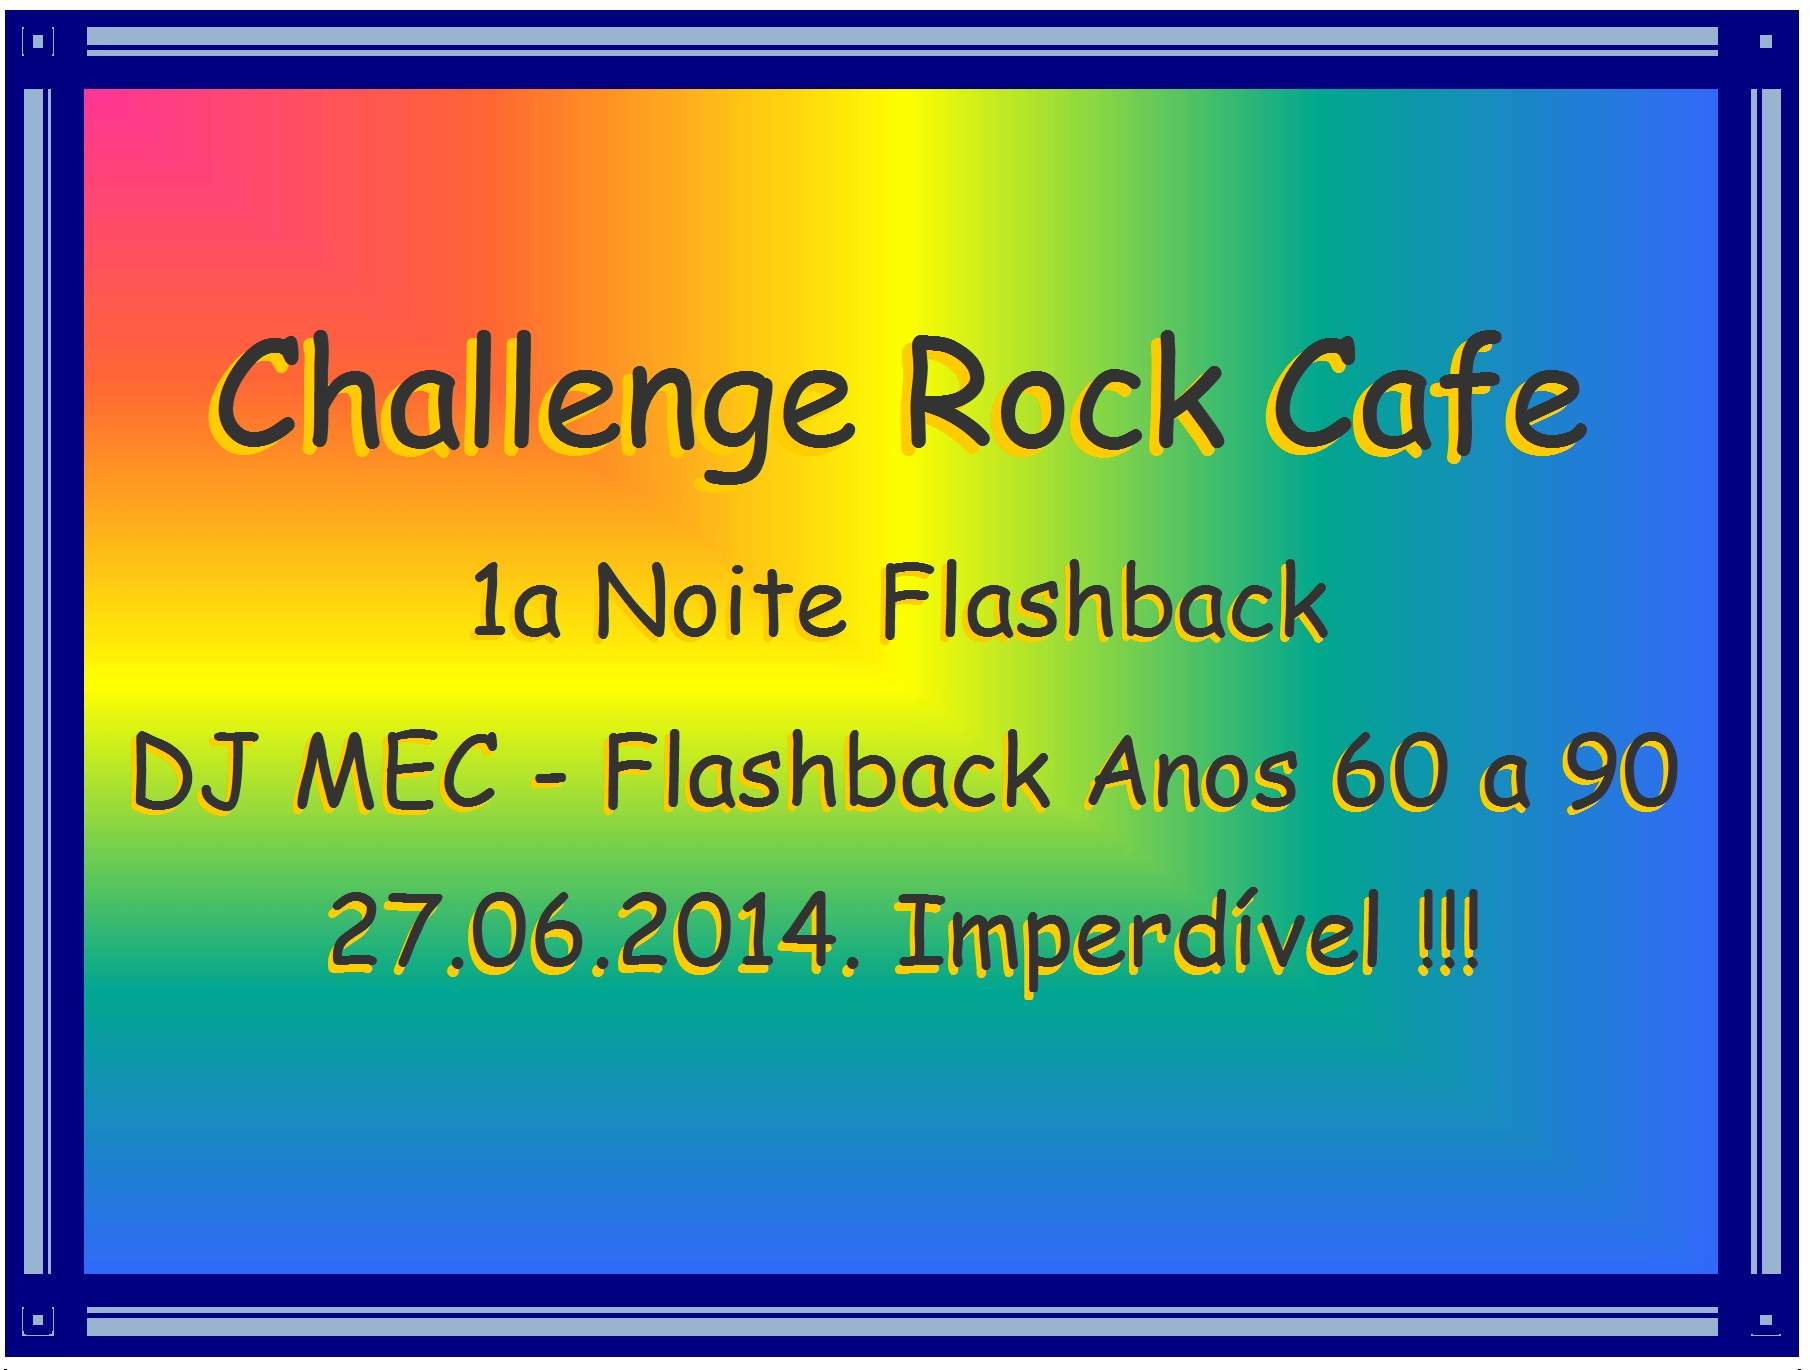 Challenge Rock Cafe
1a Noite Flashback
DJ MEC - Flashback Anos 60 a 90
27.06.2014. Imperdível !!!